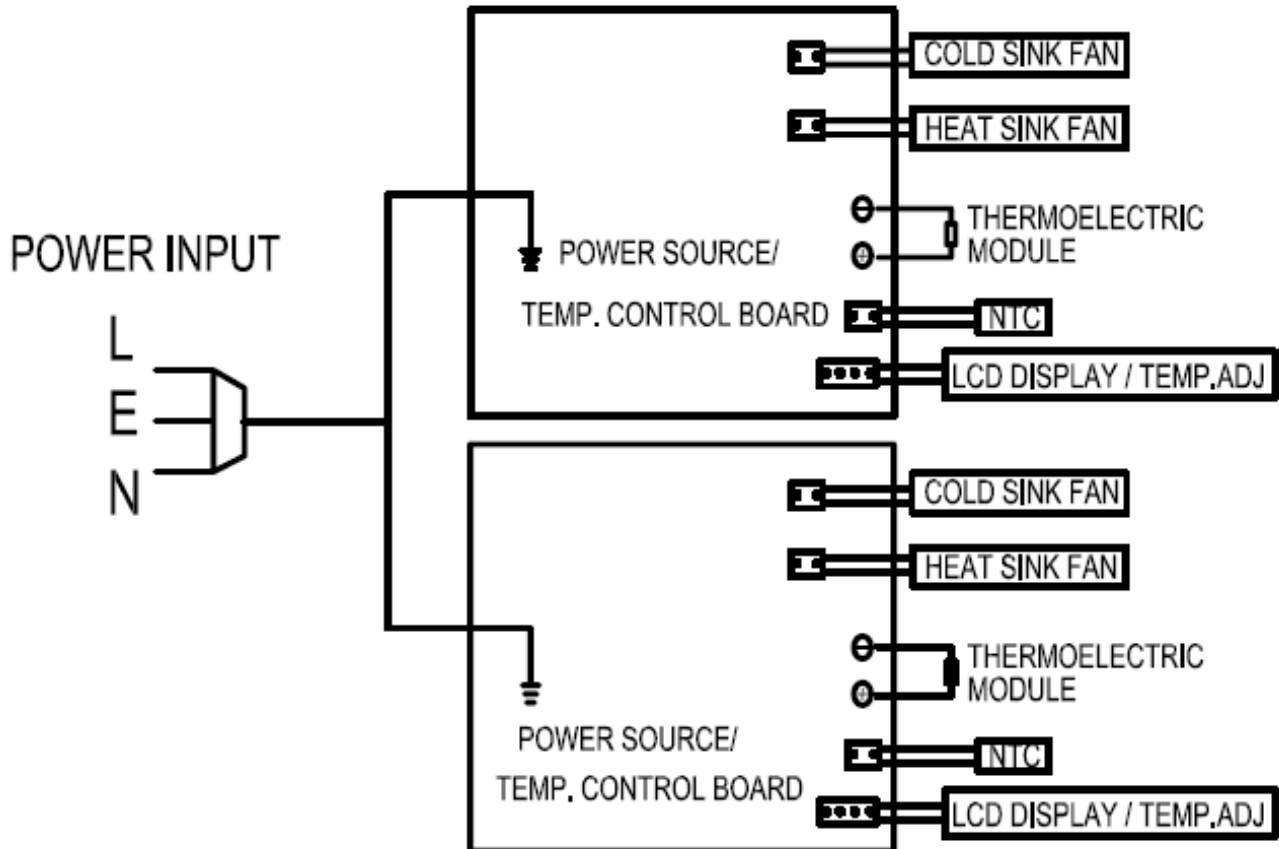 POWER INPUT
L
E
N
COLD SINK FAN
HEAT SINK FAN
THERMOELECTRIC
MODULE
POWER SOURCE/
TEMP. CONTROL BOARD
NTC
LCD DISPLAY / TEMP.ADJ
COLD SINK FAN
HEAT SINK FAN
THERMOELECTRIC
MODULE
POWER SOURCE/
TEMP. CONTROL BOARD
NTC
LCD DISPLAY / TEMP.ADJ